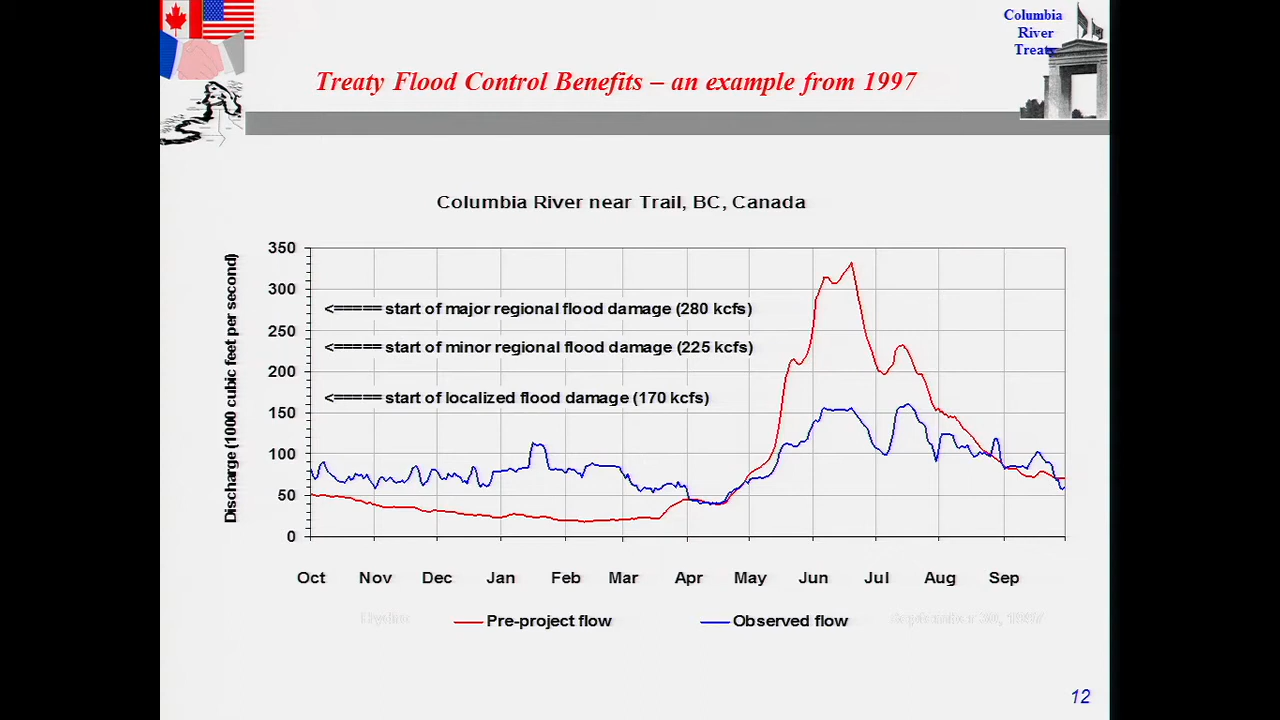 Columbia
River
Treaty
Treaty Flood Control Benefits – an example from 1997
Columbia River near Trail, BC, Canada
Discharge (1000 cubic feet per second)
350
300
250
200
150
100
50
0
<===== start of major regional flood damage (280 kcfs)
<===== start of minor regional flood damage (225 kcfs)
<===== start of localized flood damage (170 kcfs)
Oct Nov Dec Jan Feb Mar Apr May Jun Jul Aug Sep
Pre-project flow Observed flow September 30, 1997
12